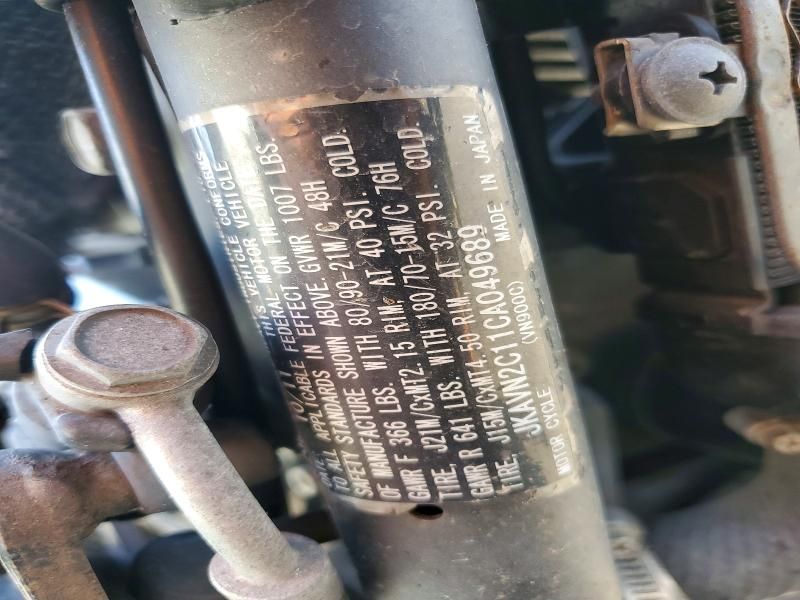 10/11
THIS VEHICLE CONFORMS
TO ALL APPLICABLE FEDERAL MOTOR VEHICLE
SAFETY STANDARDS IN EFFECT ON THE DATE
OF MANUFACTURE SHOWN ABOVE. GVWR 1007 LBS.
GAWR F 366 LBS. WITH 80/90-21M/C 48H
TIRE, J21M/CxMT2.15 RIM, AT 40 PSI. COLD.
GAWR R 641 LBS. WITH 180/70-15M/C 76H
TIRE, J15M/CxMT4.50 RIM, AT 32 PSI. COLD.
JKAVN2C11CA049689
MOTOR CYCLE (VN900C) MADE IN JAPAN